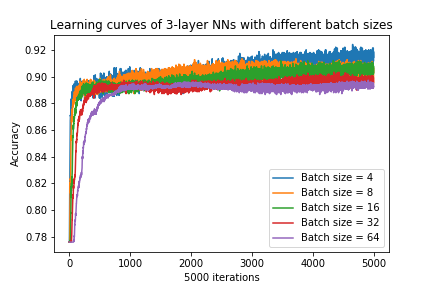 Learning curves of 3-layer NNs with different batch sizes
Accuracy
0.92
0.90
0.88
0.86
0.84
0.82
0.80
0.78
0
1000
2000
3000
4000
5000
5000 iterations
Batch size = 4
Batch size = 8
Batch size = 16
Batch size = 32
Batch size = 64